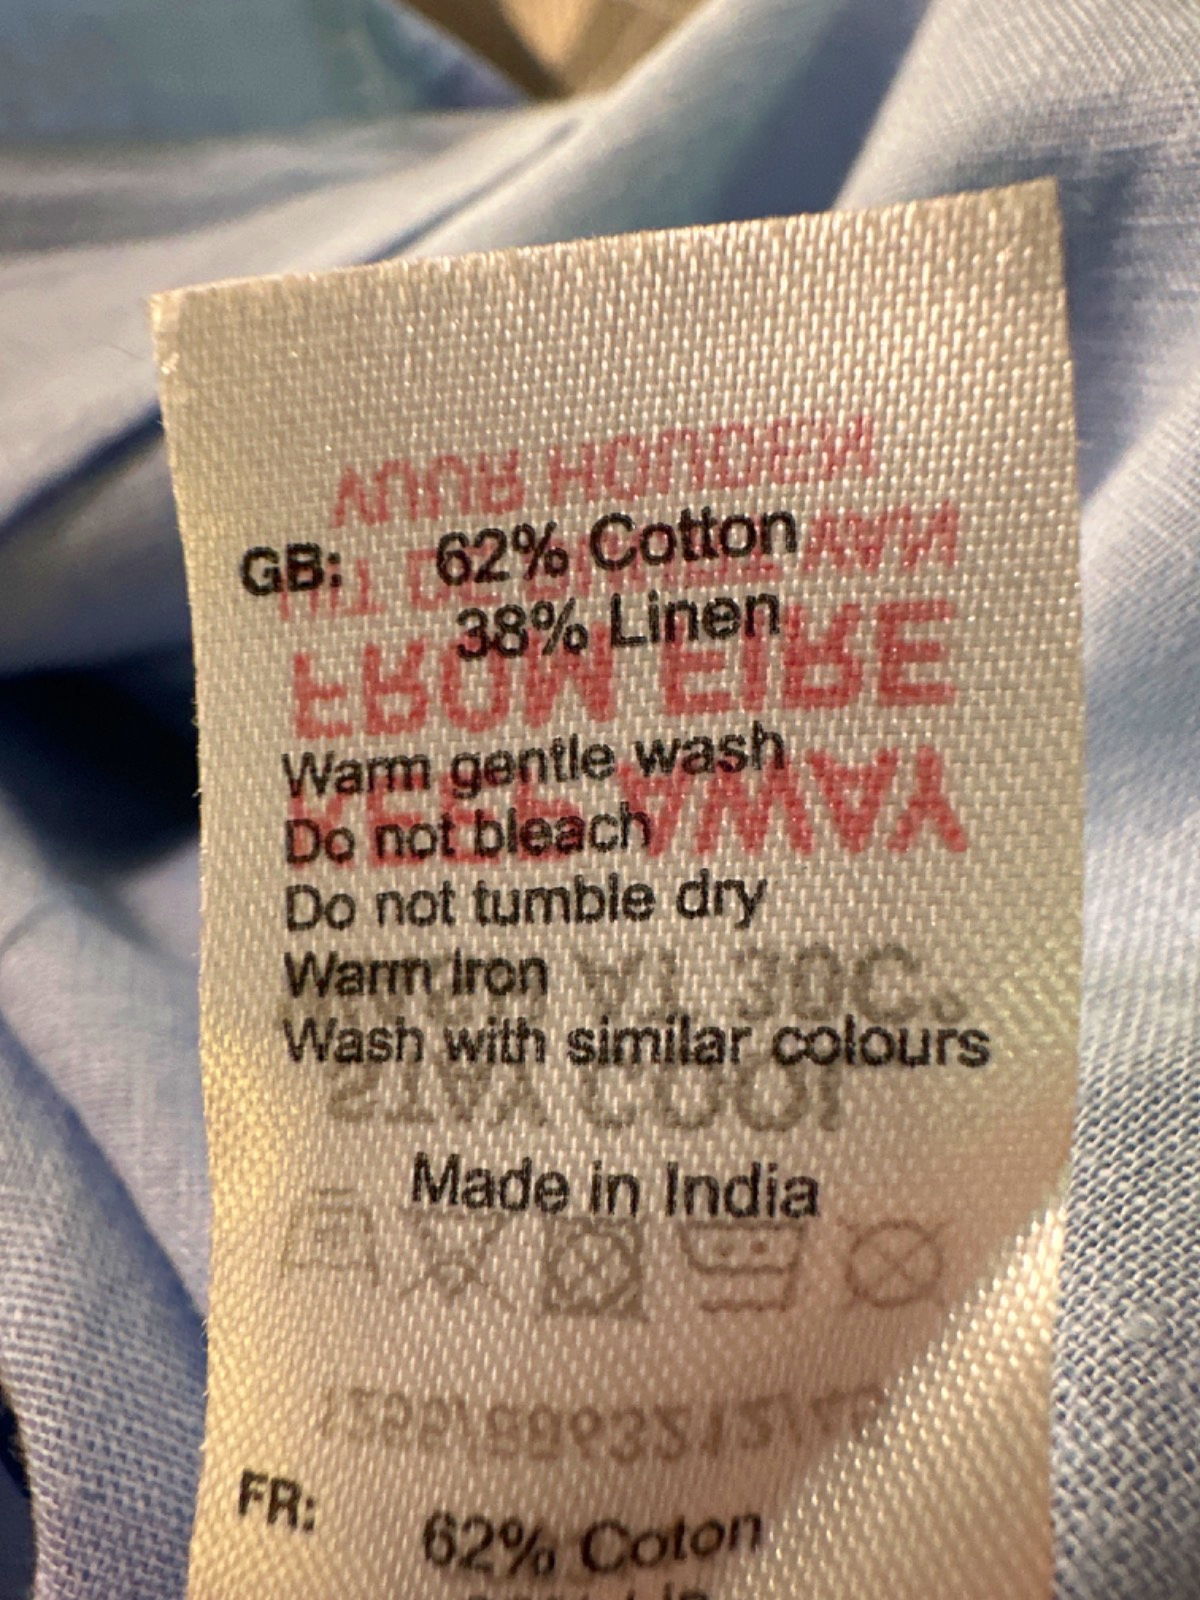 GB: 62% Cotton
38% Linen
Warm gentle wash
Do not bleach
Do not tumble dry
Warm Iron
Wash with similar colours
Made in India
FR: 62% Coton